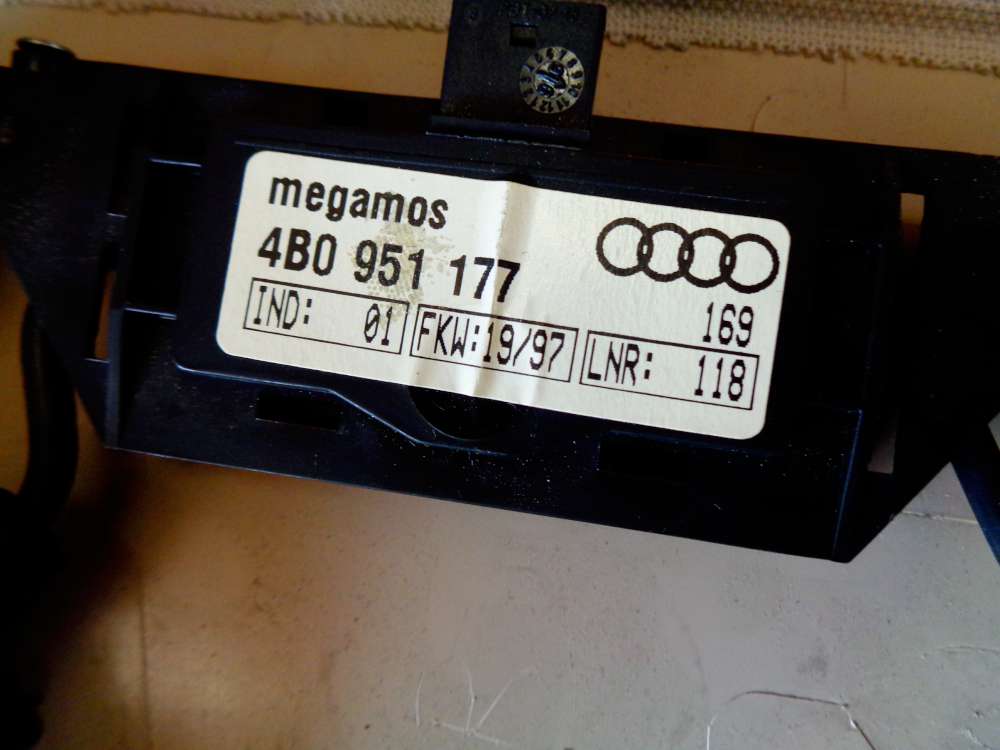 megamos
4B0 951 177
169
IND: 01 FKW:19/97 LNR: 118